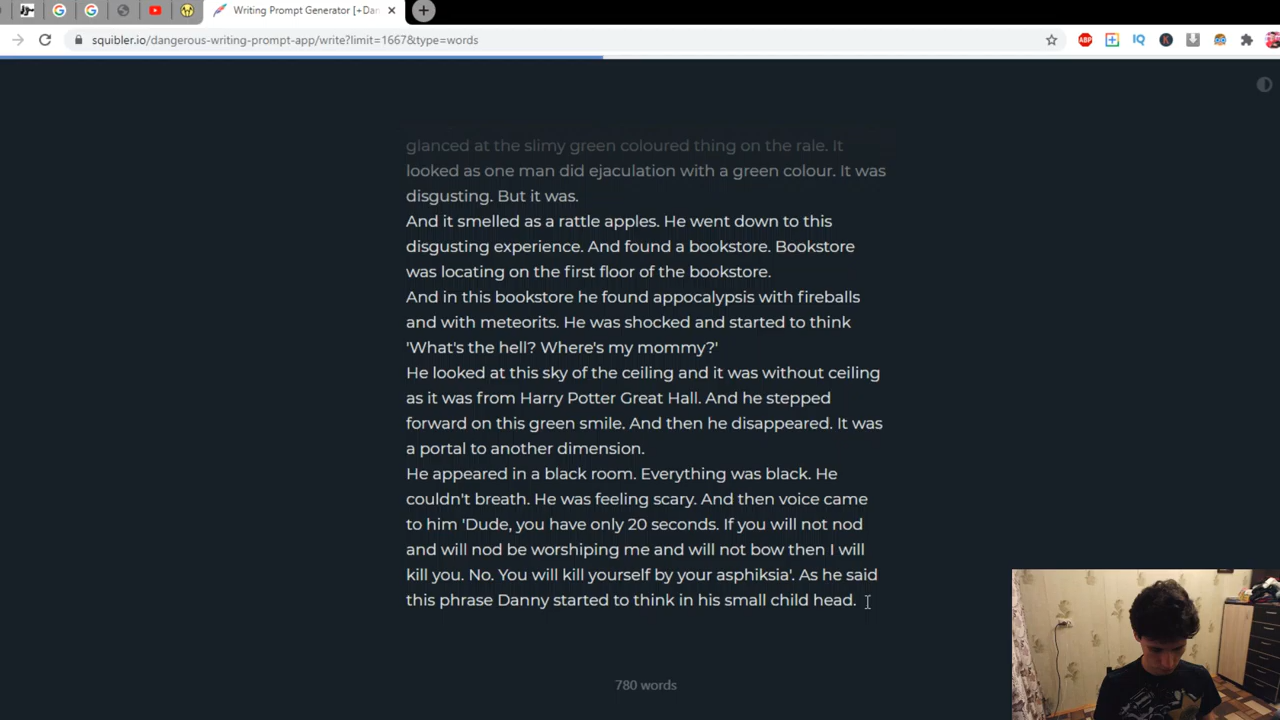 Writing Prompt Generator [+Dan
squibler.io/dangerous-writing-prompt-app/write?limit=1667&type=words
ABP
IQ
K
glanced at the slimy green coloured thing on the rale. It
looked as one man did ejaculation with a green colour. It was
disgusting. But it was.
And it smelled as a rattle apples. He went down to this
disgusting experience. And found a bookstore. Bookstore
was locating on the first floor of the bookstore.
And in this bookstore he found appocalypsis with fireballs
and with meteorits. He was shocked and started to think
'What's the hell? Where's my mommy?'
He looked at this sky of the ceiling and it was without ceiling
as it was from Harry Potter Great Hall. And he stepped
forward on this green smile. And then he disappeared. It was
a portal to another dimension.
He appeared in a black room. Everything was black. He
couldn't breath. He was feeling scary. And then voice came
to him 'Dude, you have only 20 seconds. If you will not nod
and will nod be worshiping me and will not bow then I will
kill you. No. You will kill yourself by your asphiksia'. As he said
this phrase Danny started to think in his small child head.
780 words